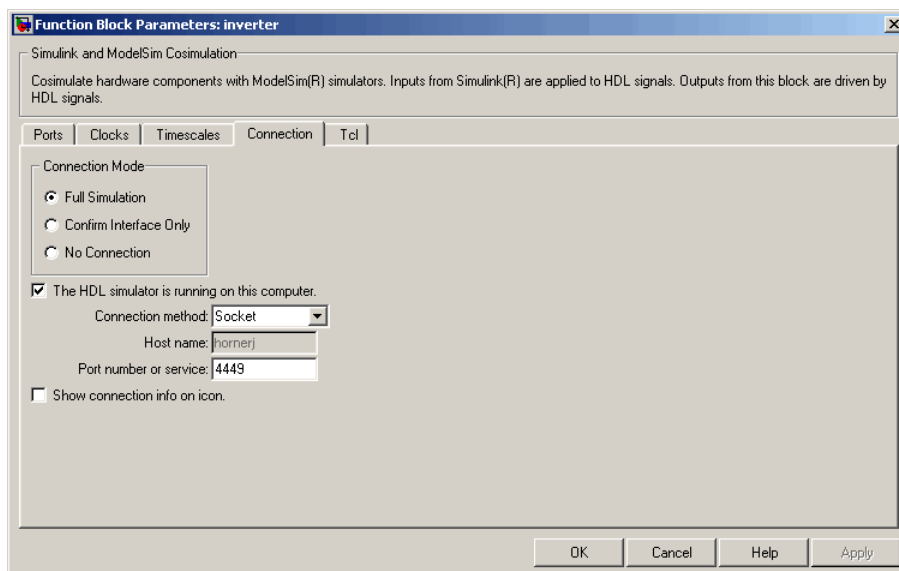 Function Block Parameters: inverter
Simulink and ModelSim Cosimulation
Cosimulate hardware components with ModelSim(R) simulators. Inputs from Simulink(R) are applied to HDL signals. Outputs from this block are driven by
HDL signals.
Ports Clocks Timescales Connection Tcl
Connection Mode
Full Simulation
Confirm Interface Only
No Connection
The HDL simulator is running on this computer.
Connection method: Socket
Host name: hornerj
Port number or service: 4449
Show connection info on icon.
OK Cancel Help Apply